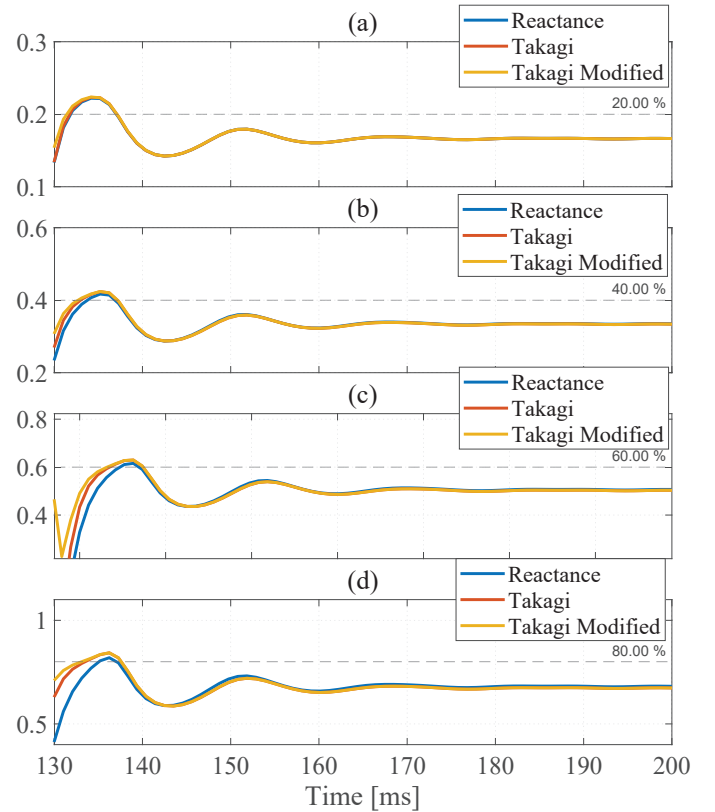 (a)
Reactance
Takagi
Takagi Modified
0.3
0.2
0.1
20.00 %
(b)
Reactance
Takagi
Takagi Modified
0.6
0.4
0.2
40.00 %
(c)
Reactance
Takagi
Takagi Modified
0.8
0.6
0.4
60.00 %
(d)
Reactance
Takagi
Takagi Modified
1
0.5
80.00 %
130 140 150 160 170 180 190 200
Time [ms]